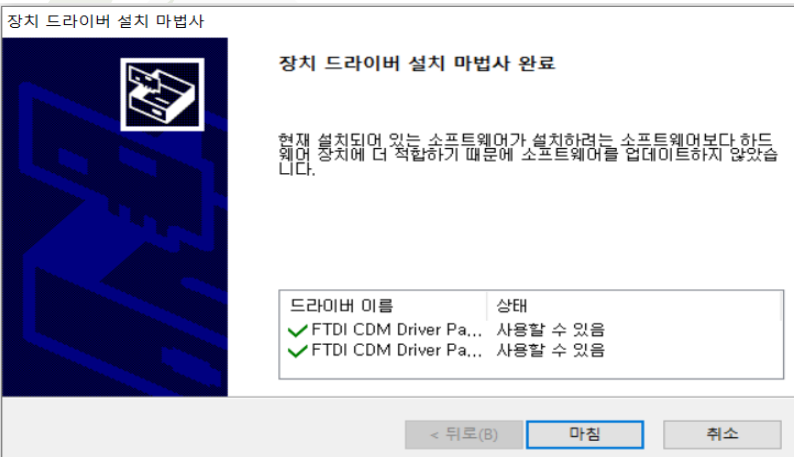 장치 드라이버 설치 마법사
장치 드라이버 설치 마법사 완료
현재 설치되어 있는 소프트웨어가 설치하려는 소프트웨어보다 하드
웨어 장치에 더 적합하기 때문에 소프트웨어를 업데이트하지 않았습
니다.
드라이버 이름 상태
FTDI CDM Driver Pa... 사용할 수 있음
FTDI CDM Driver Pa... 사용할 수 있음
< 뒤로(B) 마침 취소